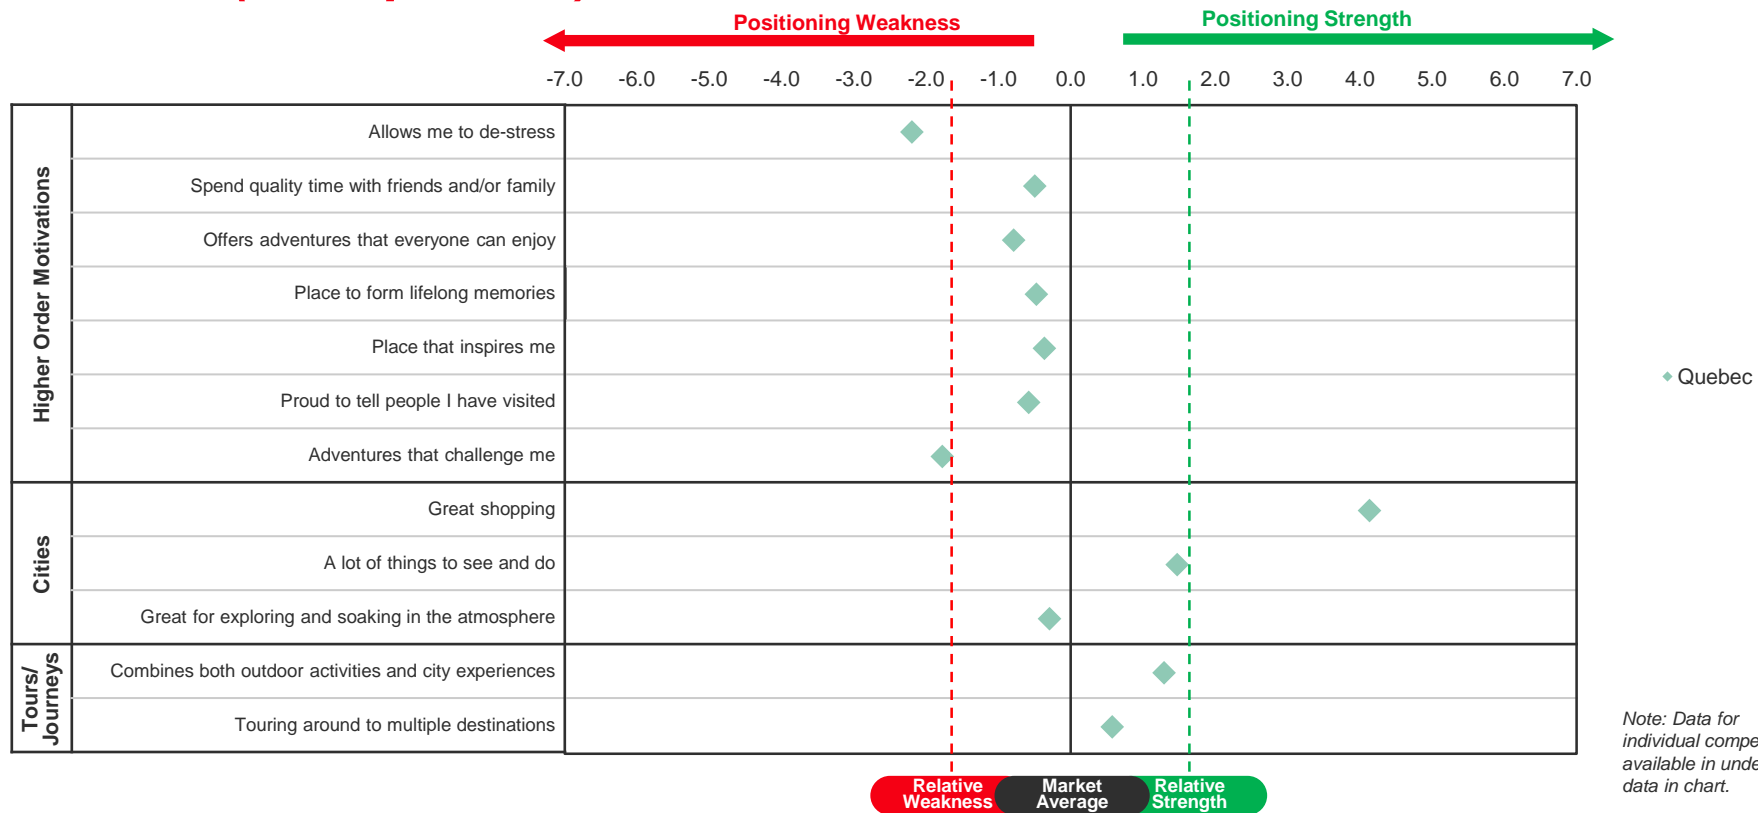 Positioning Weakness
Positioning Strength
-7.0 -6.0 -5.0 -4.0 -3.0 -2.0 -1.0 0.0 1.0 2.0 3.0 4.0 5.0 6.0 7.0
Higher Order Motivations
Allows me to de-stress
Spend quality time with friends and/or family
Offers adventures that everyone can enjoy
Place to form lifelong memories
Place that inspires me
Proud to tell people I have visited
Adventures that challenge me
Cities
Great shopping
A lot of things to see and do
Great for exploring and soaking in the atmosphere
Tours/
Journeys
Combines both outdoor activities and city experiences
Touring around to multiple destinations
Quebec
Note: Data for
individual compe
available in unde
data in chart.
Relative
Weakness
Market
Average
Relative
Strength